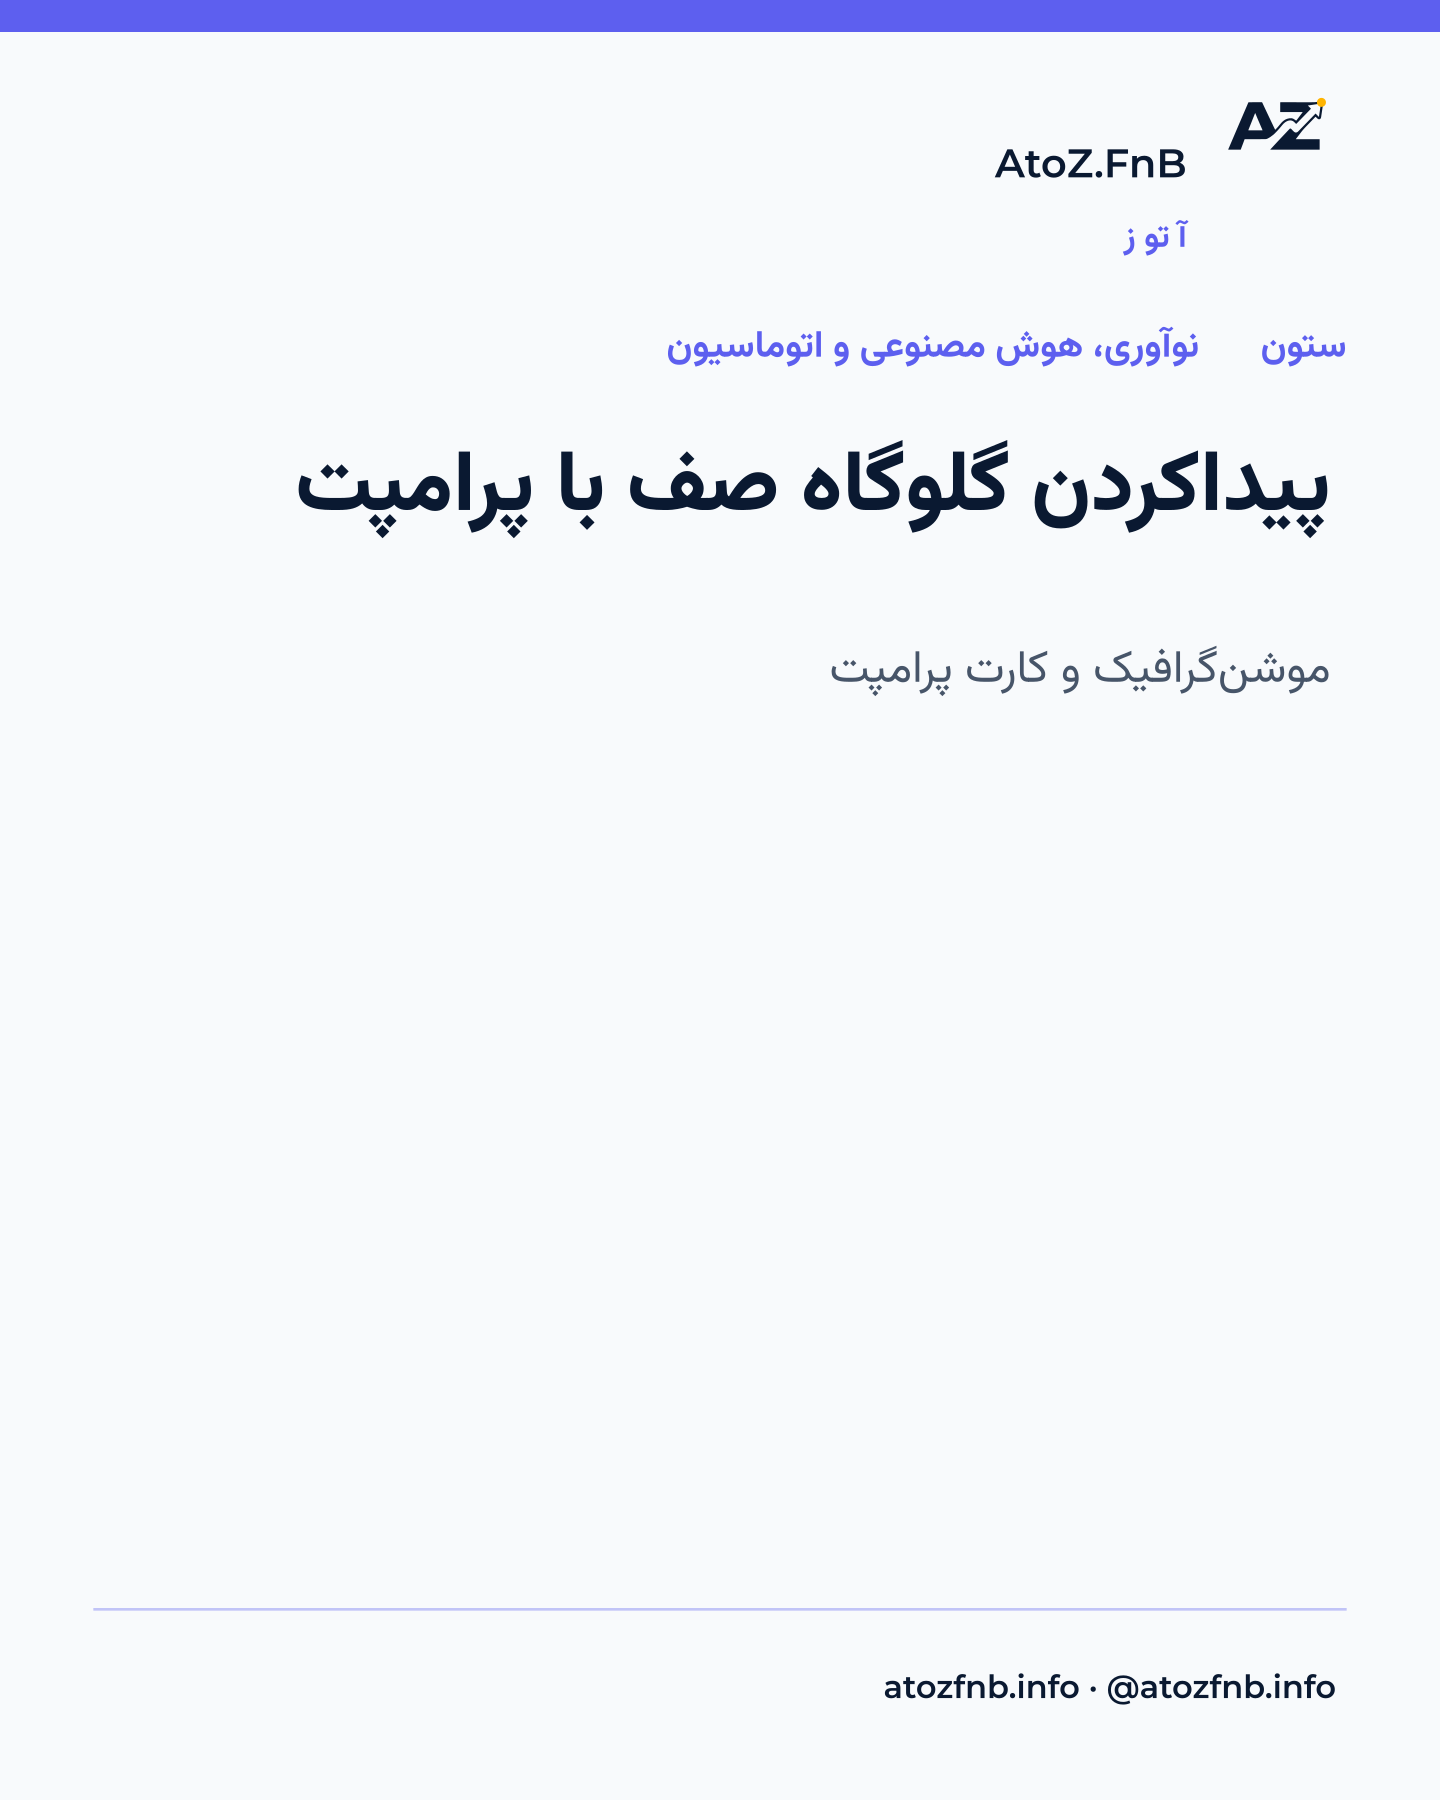 AZ
AtoZ.FnB
آ تو ز
ستون نوآوری، هوش مصنوعی و اتوماسیون
پیداکردن گلوگاه صف با پرامپت
موشن‌گرافیک و کارت پرامپت
atozfnb.info · @atozfnb.info